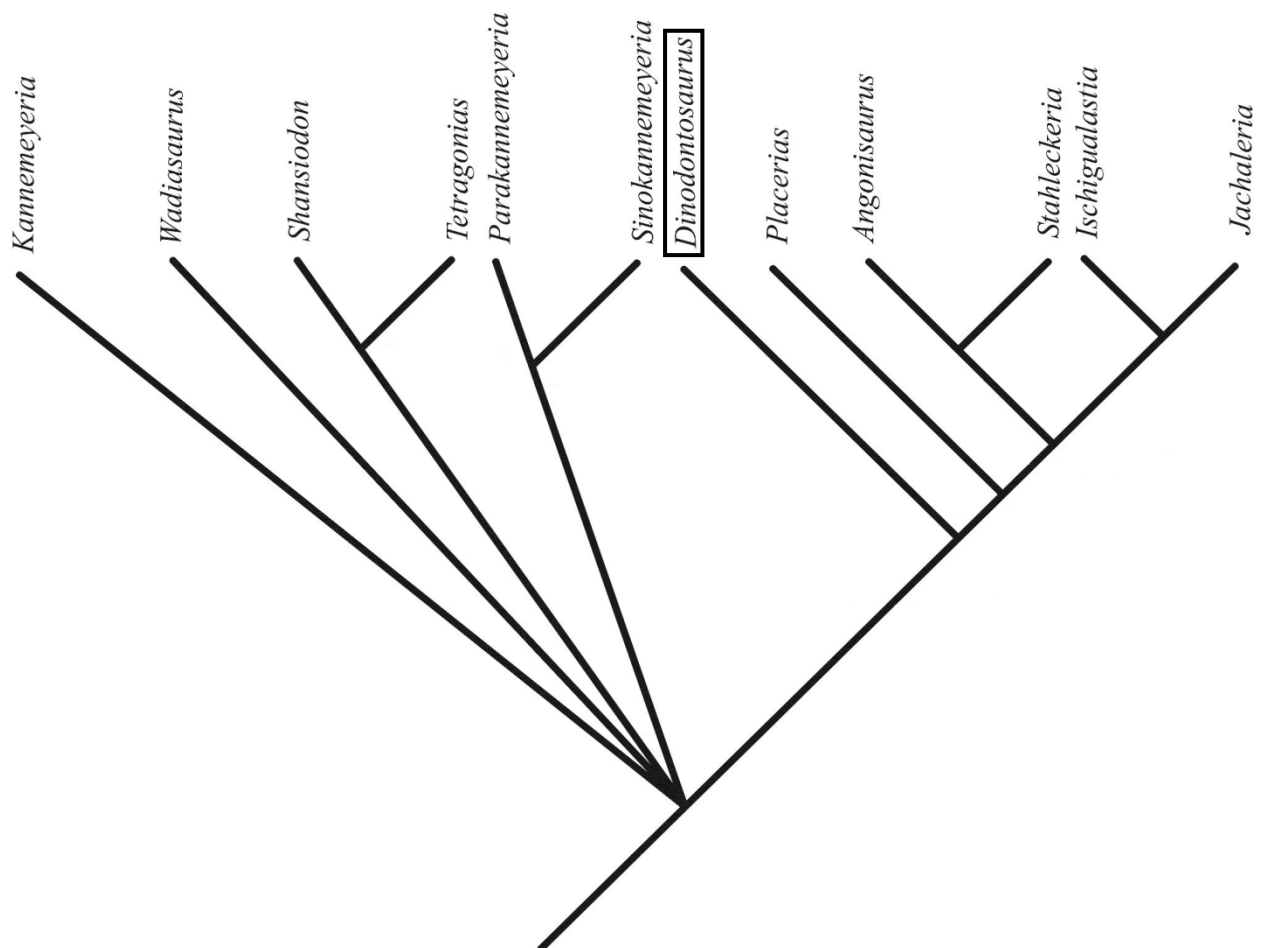 Kannemeyeria
Wadiasaurus
Shansiodon
Tetragonias
Parakannemeyeria
Sinokannemeyeria
Dinodontosaurus
Placerias
Angonisaurus
Stahleckeria
Ischigualastia
Jachaleria